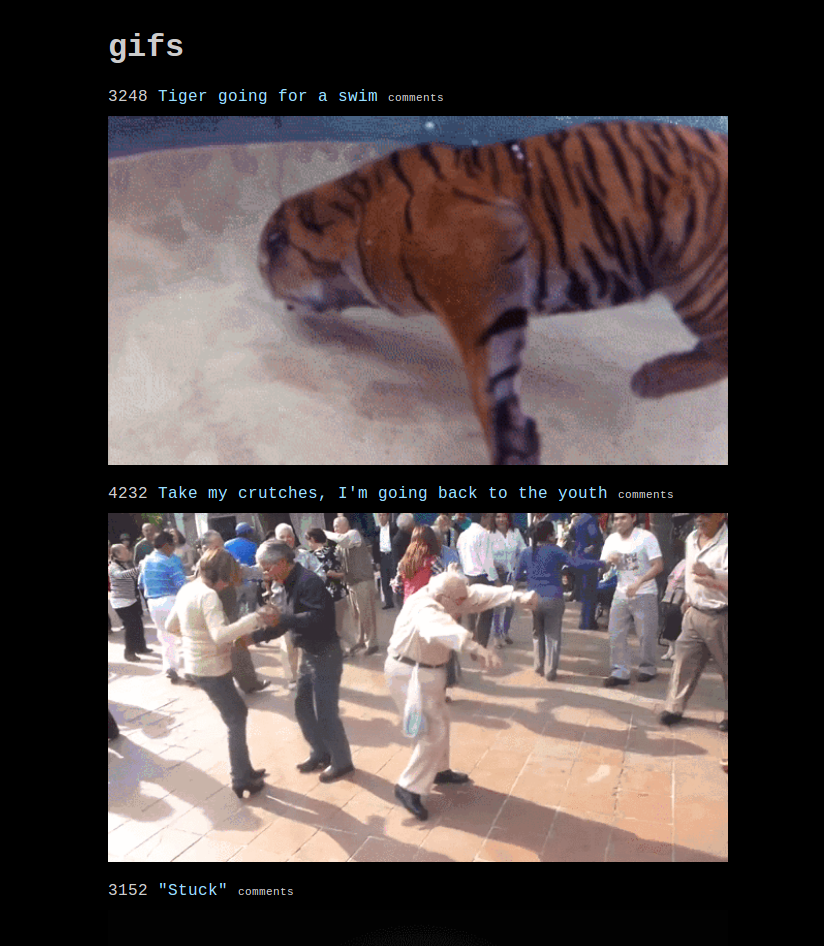 gifs
3248 Tiger going for a swim comments
4232 Take my crutches, I'm going back to the youth comments
3152 "Stuck" comments